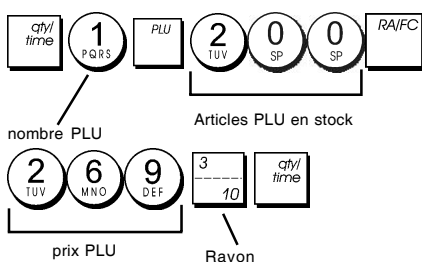 qty/ time 1 PQRS PLU 2 TUV 0 SP 0 SP RA/FC
nombre PLU
Articles PLU en stock
2 TUV 6 MNO 9 DEF 3 10 qty/ time
prix PLU
Rayon